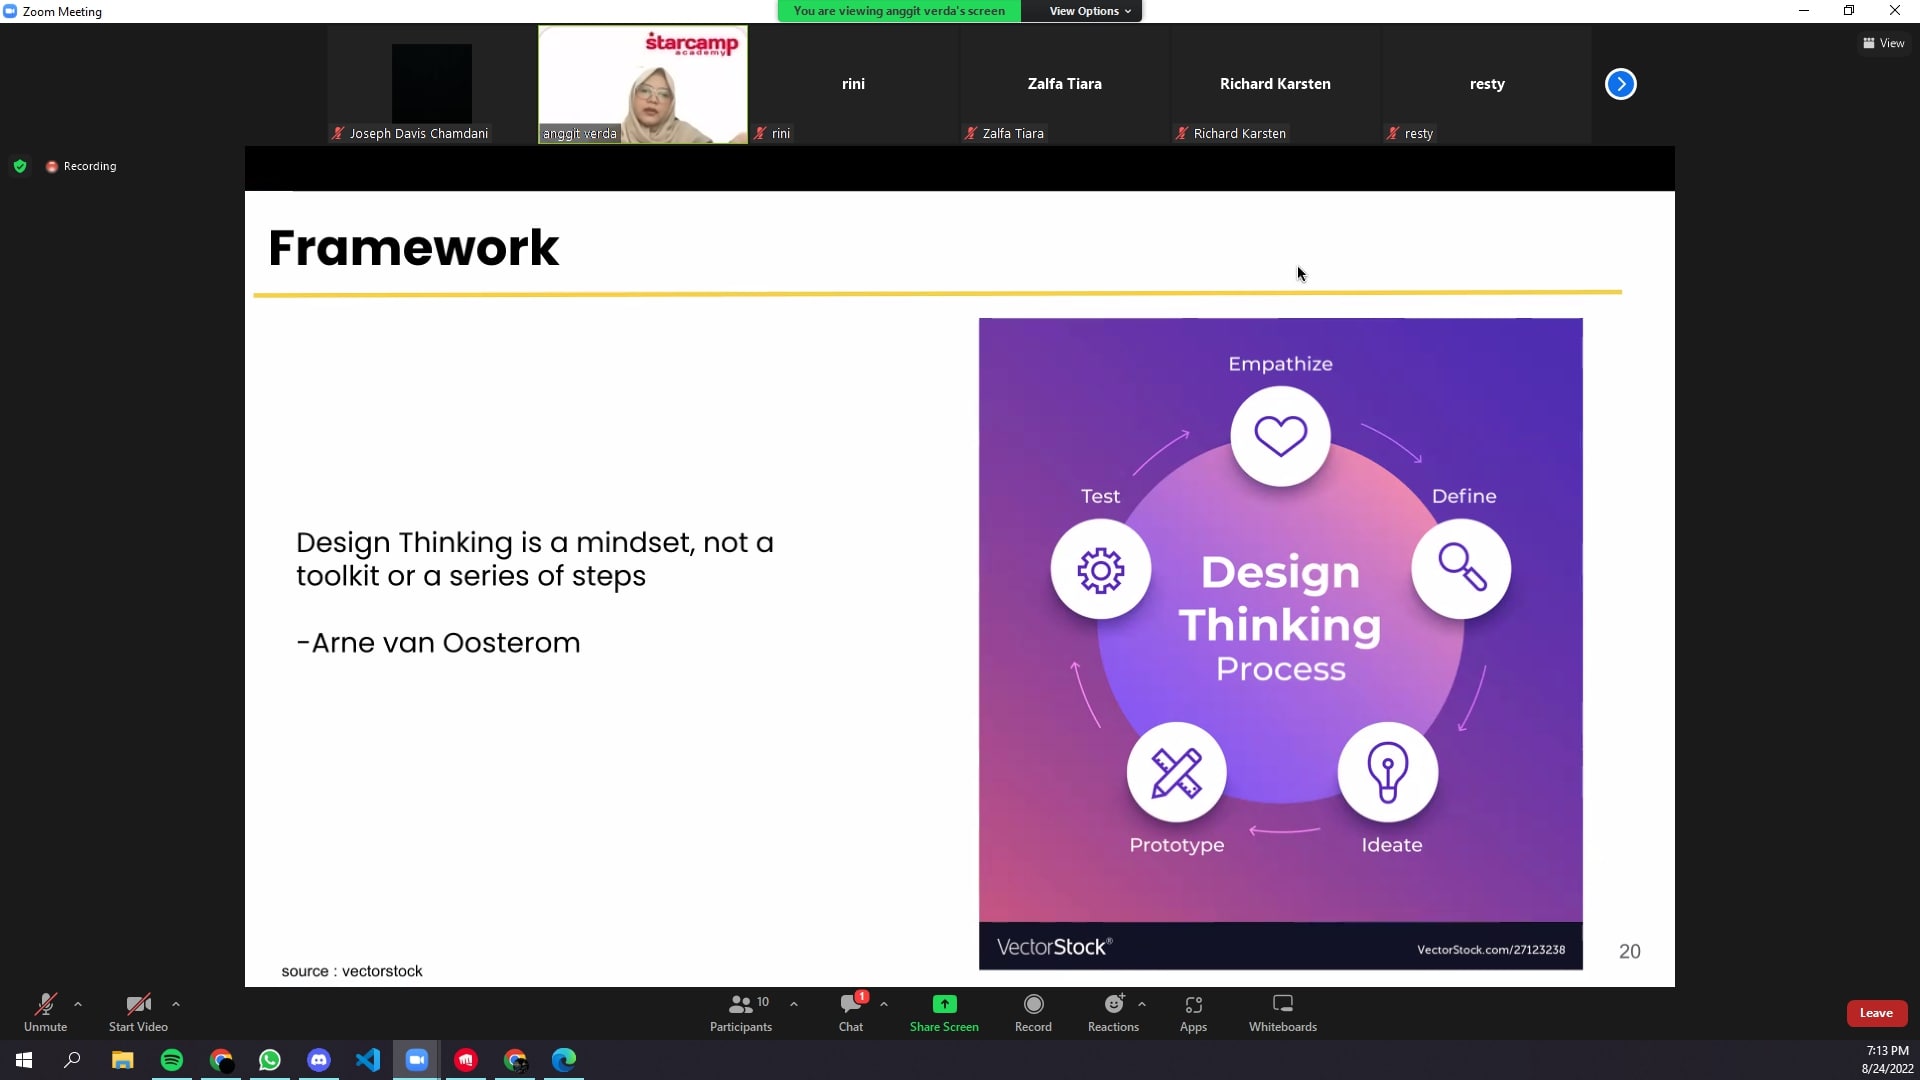 Zoom Meeting
You are viewing anggit verda's screen
View Options
View
starcamp
academy
rini
Zalfa Tiara
Richard Karsten
resty
Joseph Davis Chamdani
anggit verda
rini
Zalfa Tiara
Richard Karsten
resty
Recording
Framework
Design Thinking is a mindset, not a
toolkit or a series of steps
-Arne van Oosterom
Empathize
Test
Define
Design
Thinking
Process
Prototype
Ideate
VectorStock®
VectorStock.com/27123238
20
source : vectorstock
Unmute
Start Video
10
Participants
1
Chat
Share Screen
Record
Reactions
Apps
Whiteboards
Leave
7:13 PM
8/24/2022